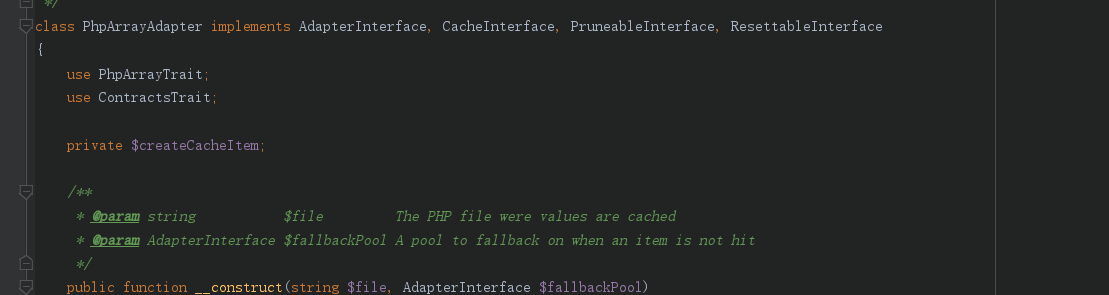 */
class PhpArrayAdapter implements AdapterInterface, CacheInterface, PruneableInterface, ResettableInterface
{
use PhpArrayTrait;
use ContractsTrait;
private $createCacheItem;
/**
* @param string $file The PHP file were values are cached
* @param AdapterInterface $fallbackPool A pool to fallback on when an item is not hit
*/
public function __construct(string $file, AdapterInterface $fallbackPool)